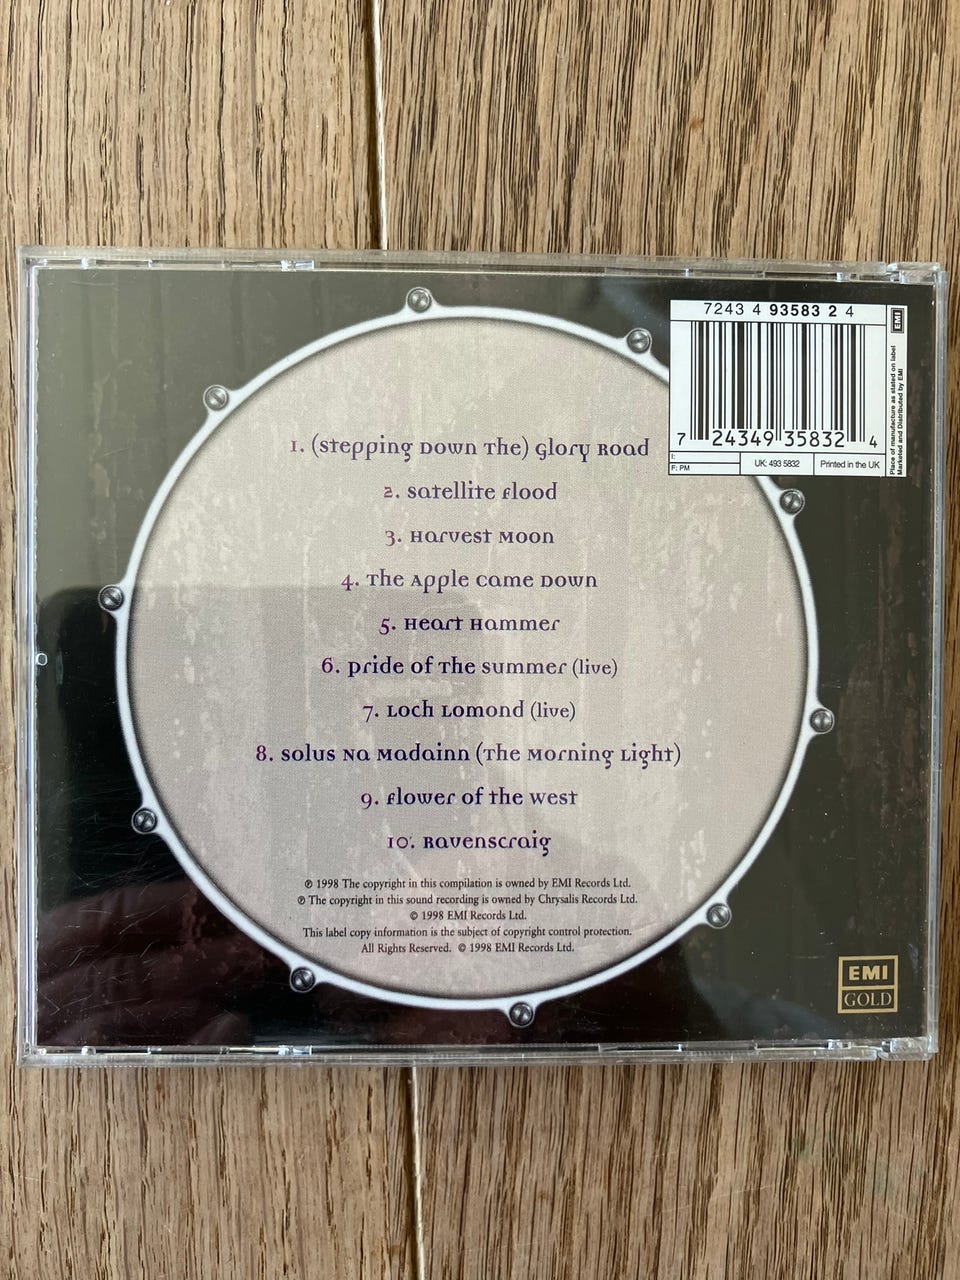 7243 4 93583 2 4
EMI
7 24349 35832 4
Place of manufacture as stated on label
Marketed and Distributed by EMI
I:
F: PM
UK: 493 5832
Printed in the UK
1. (Stepping Down The) Glory Road
2. Satellite Flood
3. Harvest Moon
4. The Apple Came Down
5. Heart Hammer
6. Pride of The Summer (live)
7. Loch Lomond (live)
8. Solus Na Madainn (The Morning Light)
9. Flower of the West
10. Ravenscraig
℗ 1998 The copyright in this compilation is owned by EMI Records Ltd.
℗ The copyright in this sound recording is owned by Chrysalis Records Ltd.
© 1998 EMI Records Ltd.
This label copy information is the subject of copyright control protection.
All Rights Reserved. © 1998 EMI Records Ltd.
EMI
GOLD